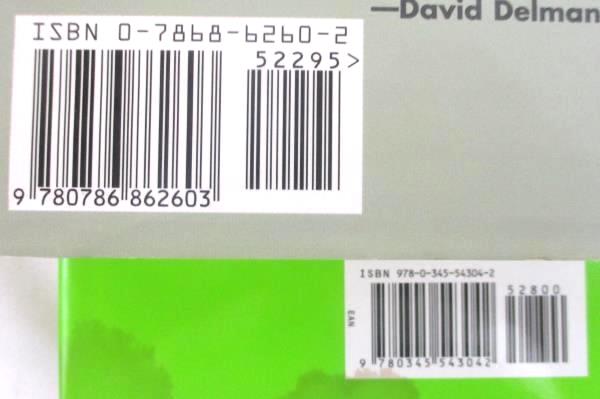 —David Delman
ISBN 0-7868-6260-2
52295>
9 780786 862603
ISBN 978-0-345-54304-2
52800
EAN
9 780345 543042